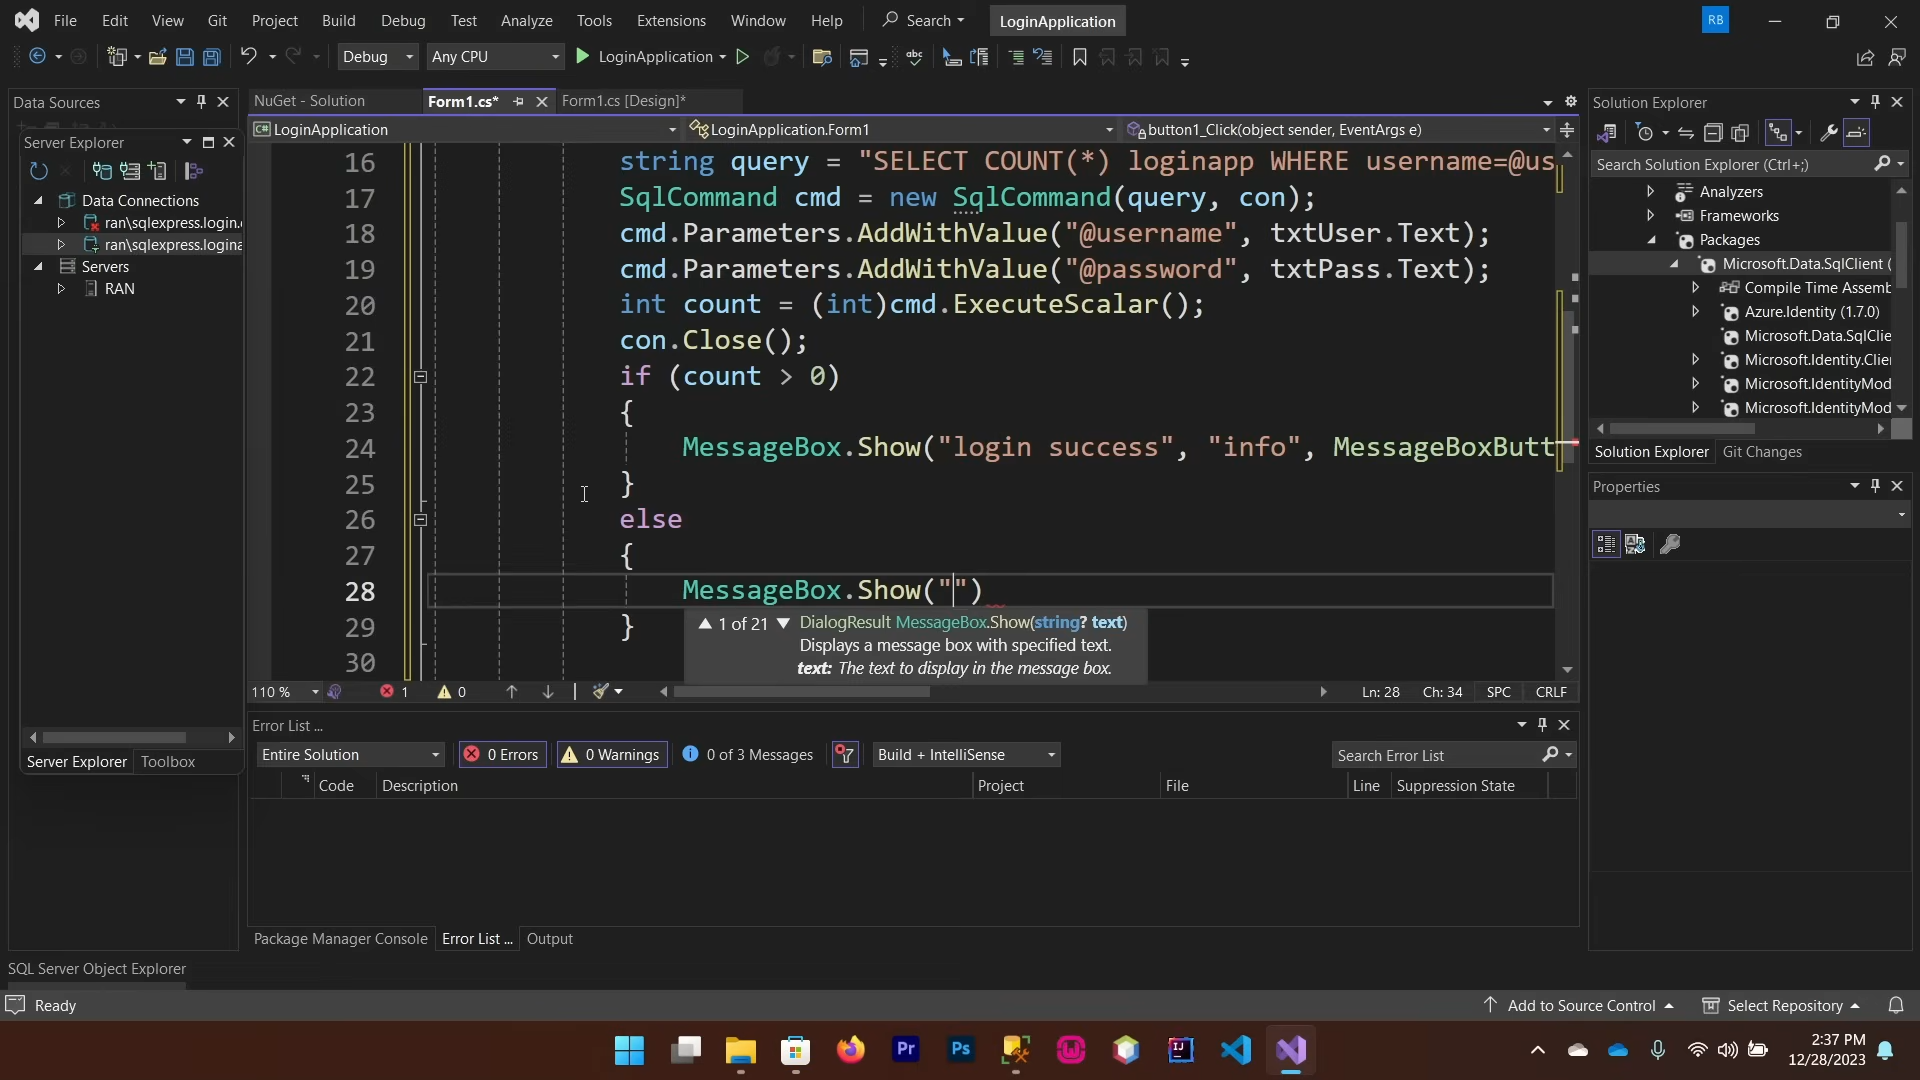 File Edit View Git Project Build Debug Test Analyze Tools Extensions Window Help Search LoginApplication RB
Debug Any CPU LoginApplication
Data Sources
NuGet - Solution Form1.cs* Form1.cs [Design]*
Solution Explorer
Server Explorer
C# LoginApplication LoginApplication.Form1 button1_Click(object sender, EventArgs e)
Search Solution Explorer (Ctrl+;)
Data Connections
ran\sqlexpress.login.
ran\sqlexpress.logina
Servers
RAN
16 string query = "SELECT COUNT(*) loginapp WHERE username=@us
17 SqlCommand cmd = new SqlCommand(query, con);
18 cmd.Parameters.AddWithValue("@username", txtUser.Text);
19 cmd.Parameters.AddWithValue("@password", txtPass.Text);
20 int count = (int)cmd.ExecuteScalar();
21 con.Close();
22 if (count > 0)
23 {
24 MessageBox.Show("login success", "info", MessageBoxButt
25 }
26 else
27 {
28 MessageBox.Show("")
29 }
30
1 of 21 DialogResult MessageBox.Show(string? text)
Displays a message box with specified text.
text: The text to display in the message box.
Analyzers
Frameworks
Packages
Microsoft.Data.SqlClient (
Compile Time Assemb
Azure.Identity (1.7.0)
Microsoft.Data.SqlClie
Microsoft.Identity.Clien
Microsoft.IdentityMod
Microsoft.IdentityMod
Solution Explorer Git Changes
Properties
110 % 1 0 Ln: 28 Ch: 34 SPC CRLF
Error List ...
Entire Solution 0 Errors 0 Warnings 0 of 3 Messages Build + IntelliSense Search Error List
Code Description Project File Line Suppression State
Server Explorer Toolbox
Package Manager Console Error List ... Output
SQL Server Object Explorer
Ready Add to Source Control Select Repository
Pr Ps IJ
2:37 PM
12/28/2023